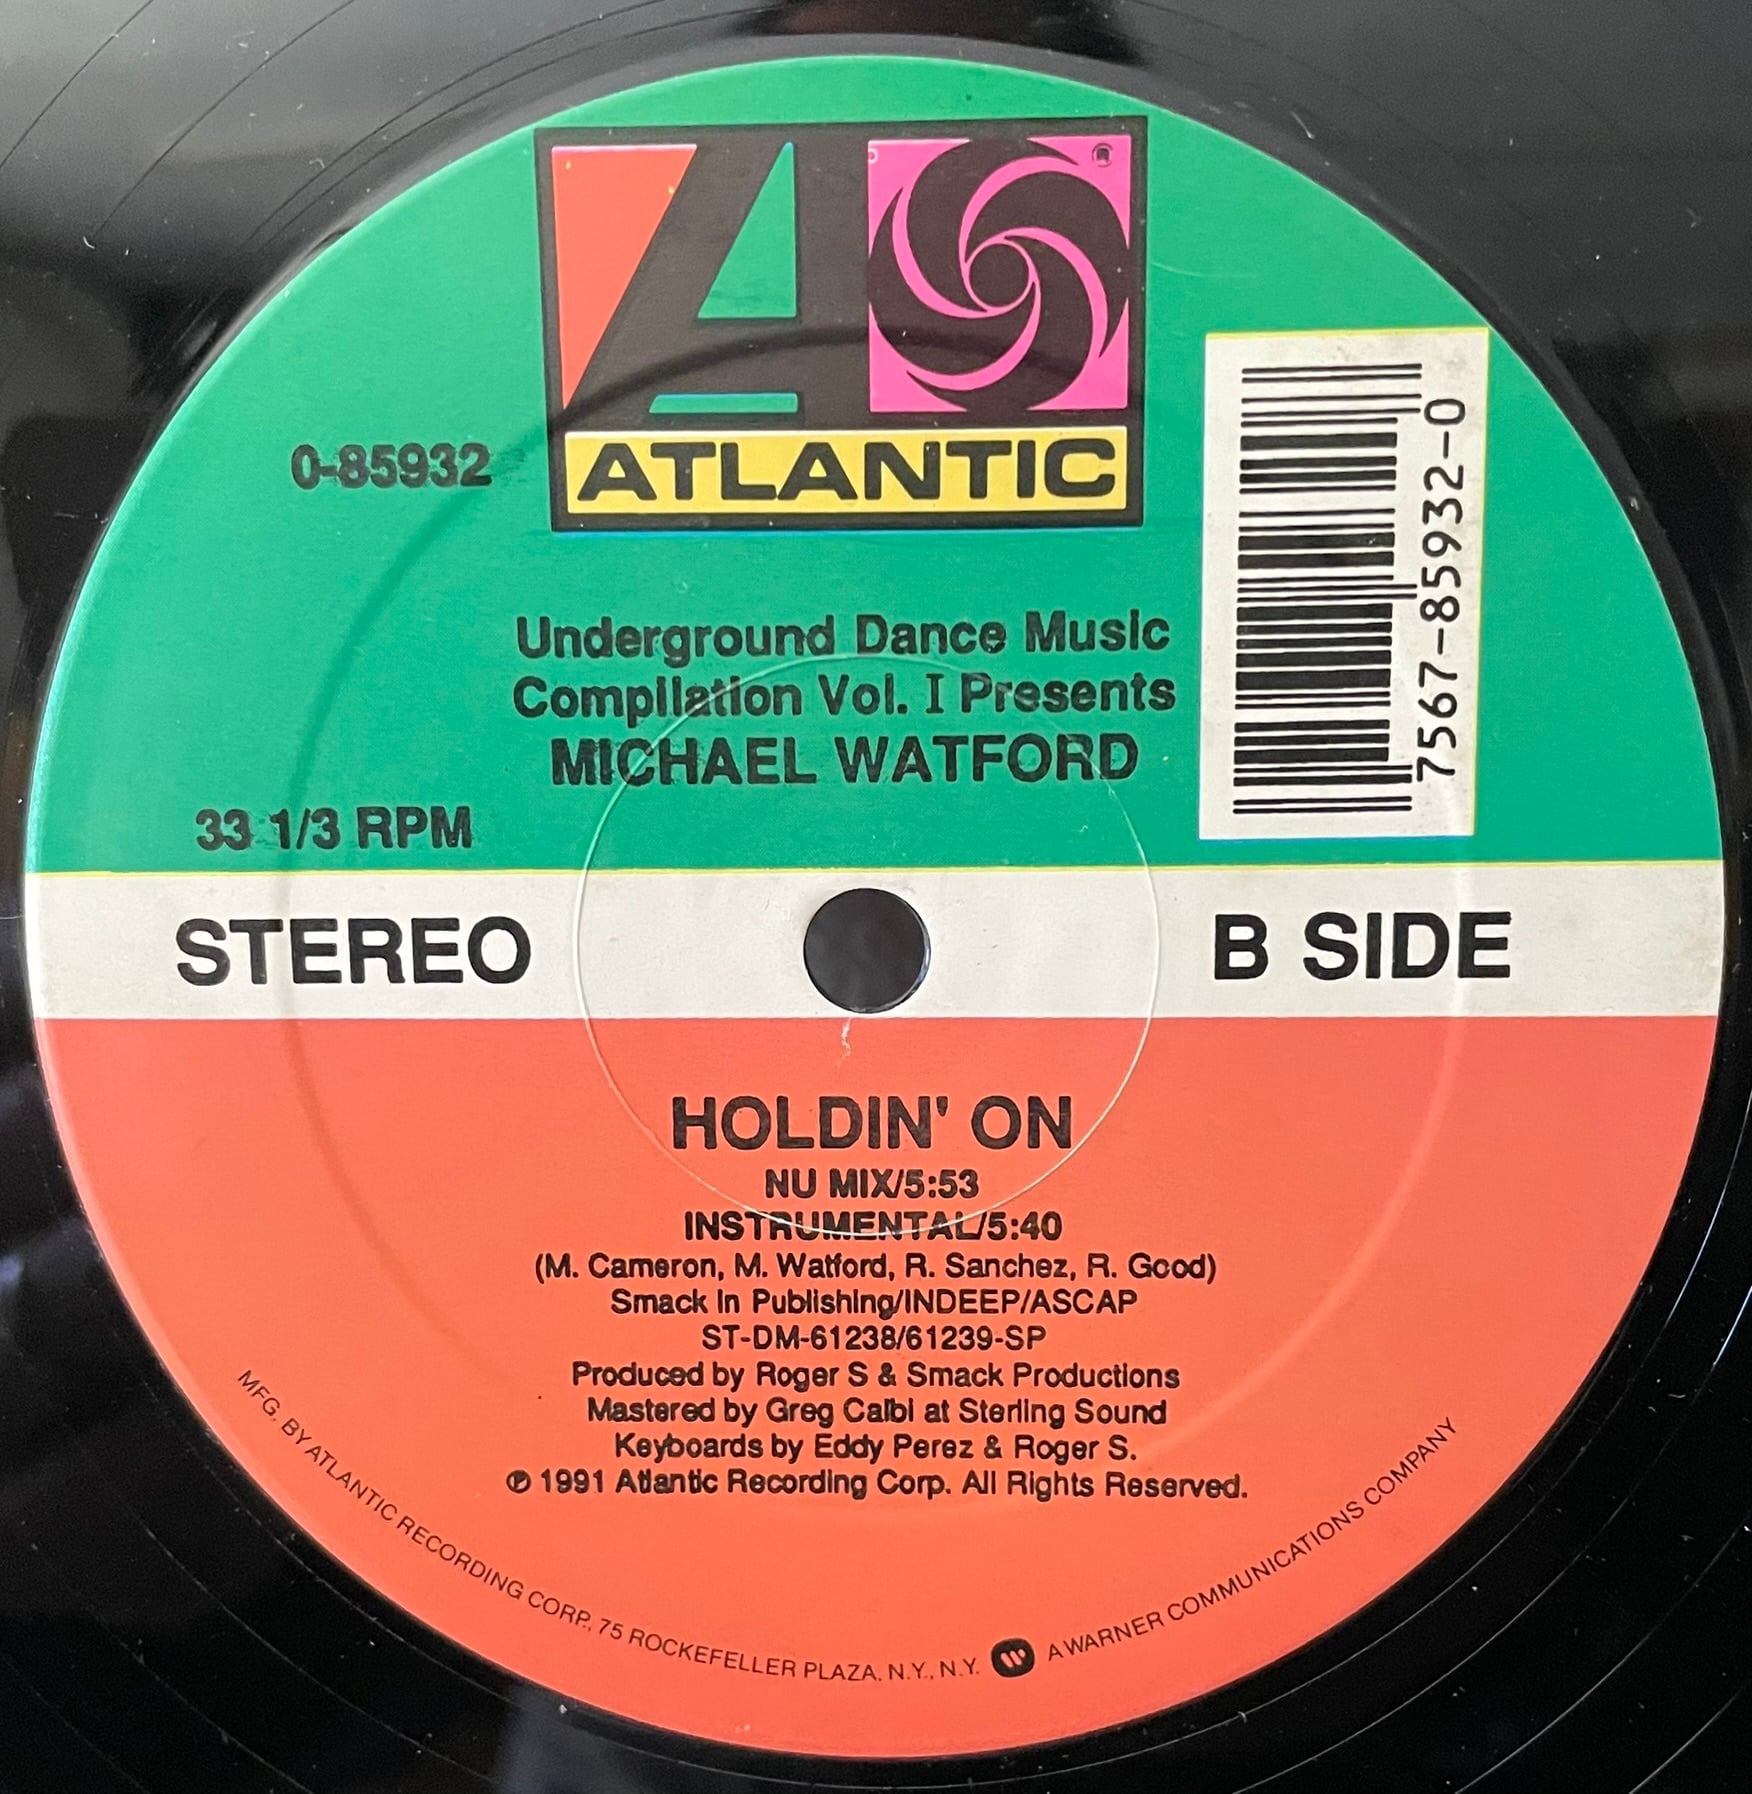 ATLANTIC
0-85932
7567-85932-0
Underground Dance Music
Compilation Vol. I Presents
MICHAEL WATFORD
33 1/3 RPM
STEREO
B SIDE
HOLDIN' ON
NU MIX/5:53
INSTRUMENTAL/5:40
(M. Cameron, M. Watford, R. Sanchez, R. Good)
Smack In Publishing/INDEEP/ASCAP
ST-DM-61238/61239-SP
Produced by Roger S & Smack Productions
Mastered by Greg Calbi at Sterling Sound
Keyboards by Eddy Perez & Roger S.
℗ 1991 Atlantic Recording Corp. All Rights Reserved.
MFG. BY ATLANTIC RECORDING CORP., 75 ROCKEFELLER PLAZA. N.Y., N.Y. A WARNER COMMUNICATIONS COMPANY